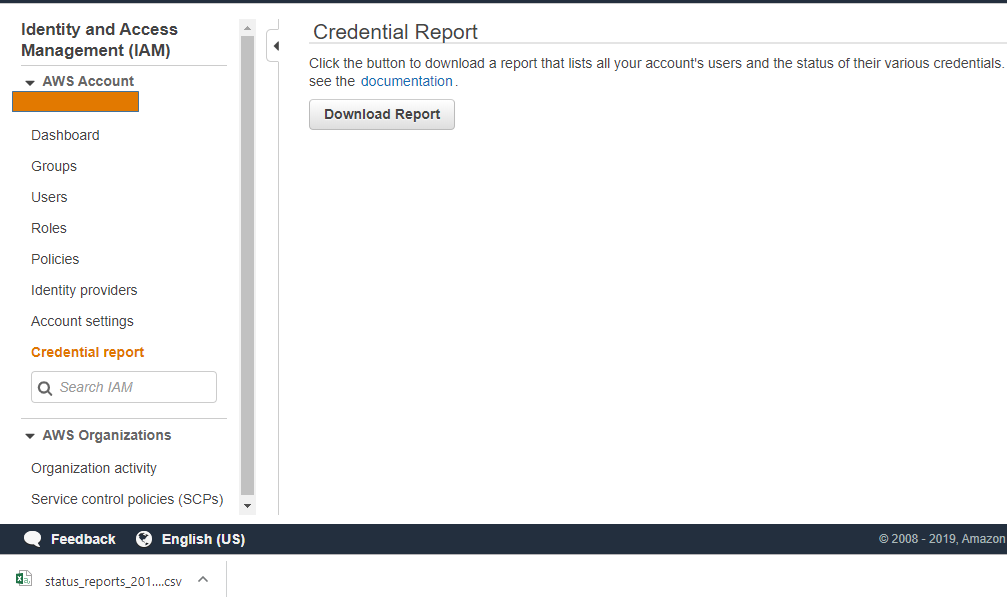 Identity and Access
Management (IAM)
AWS Account
Dashboard
Groups
Users
Roles
Policies
Identity providers
Account settings
Credential report
Search IAM
AWS Organizations
Organization activity
Service control policies (SCPs)
Credential Report
Click the button to download a report that lists all your account's users and the status of their various credentials.
see the documentation.
Download Report
Feedback
English (US)
© 2008 - 2019, Amazon
status_reports_201....csv